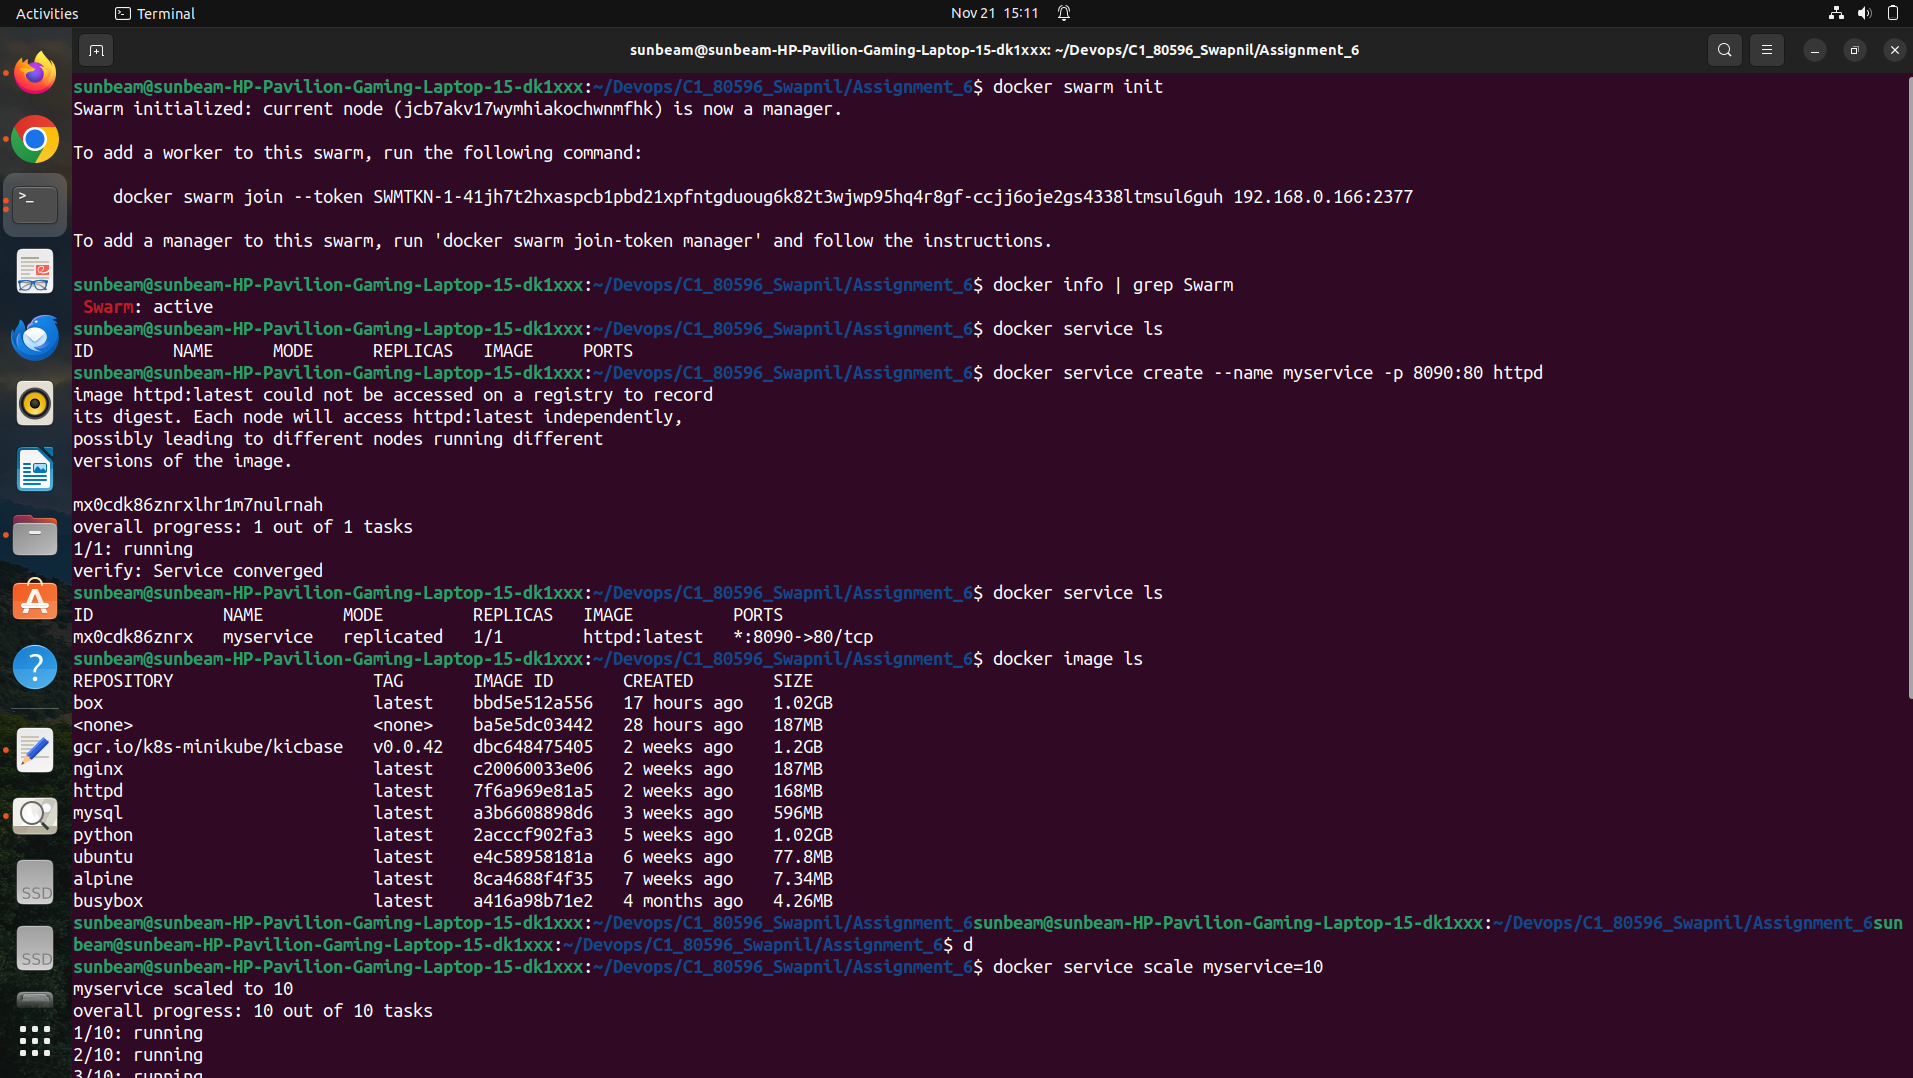 Activities
Terminal
Nov 21 15:11
sunbeam@sunbeam-HP-Pavilion-Gaming-Laptop-15-dk1xxx: ~/Devops/C1_80596_Swapnil/Assignment_6
sunbeam@sunbeam-HP-Pavilion-Gaming-Laptop-15-dk1xxx:~/Devops/C1_80596_Swapnil/Assignment_6$ docker swarm init
Swarm initialized: current node (jcb7akv17wymhiakochwnmfhk) is now a manager.
To add a worker to this swarm, run the following command:
docker swarm join --token SWMTKN-1-41jh7t2hxaspcb1pbd21xpfntgduoug6k82t3wjwp95hq4r8gf-ccjj6oje2gs4338ltmsul6guh 192.168.0.166:2377
To add a manager to this swarm, run 'docker swarm join-token manager' and follow the instructions.
sunbeam@sunbeam-HP-Pavilion-Gaming-Laptop-15-dk1xxx:~/Devops/C1_80596_Swapnil/Assignment_6$ docker info | grep Swarm
Swarm: active
sunbeam@sunbeam-HP-Pavilion-Gaming-Laptop-15-dk1xxx:~/Devops/C1_80596_Swapnil/Assignment_6$ docker service ls
ID        NAME      MODE      REPLICAS   IMAGE     PORTS
sunbeam@sunbeam-HP-Pavilion-Gaming-Laptop-15-dk1xxx:~/Devops/C1_80596_Swapnil/Assignment_6$ docker service create --name myservice -p 8090:80 httpd
image httpd:latest could not be accessed on a registry to record
its digest. Each node will access httpd:latest independently,
possibly leading to different nodes running different
versions of the image.
mx0cdk86znrxlhr1m7nulrnah
overall progress: 1 out of 1 tasks
1/1: running
verify: Service converged
sunbeam@sunbeam-HP-Pavilion-Gaming-Laptop-15-dk1xxx:~/Devops/C1_80596_Swapnil/Assignment_6$ docker service ls
ID             NAME        MODE         REPLICAS   IMAGE          PORTS
mx0cdk86znrx   myservice   replicated   1/1        httpd:latest   *:8090->80/tcp
sunbeam@sunbeam-HP-Pavilion-Gaming-Laptop-15-dk1xxx:~/Devops/C1_80596_Swapnil/Assignment_6$ docker image ls
REPOSITORY                    TAG       IMAGE ID       CREATED        SIZE
box                           latest    bbd5e512a556   17 hours ago   1.02GB
<none>                        <none>    ba5e5dc03442   28 hours ago   187MB
gcr.io/k8s-minikube/kicbase   v0.0.42   dbc648475405   2 weeks ago    1.2GB
nginx                         latest    c20060033e06   2 weeks ago    187MB
httpd                         latest    7f6a969e81a5   2 weeks ago    168MB
mysql                         latest    a3b6608898d6   3 weeks ago    596MB
python                        latest    2acccf902fa3   5 weeks ago    1.02GB
ubuntu                        latest    e4c58958181a   6 weeks ago    77.8MB
alpine                        latest    8ca4688f4f35   7 weeks ago    7.34MB
busybox                       latest    a416a98b71e2   4 months ago   4.26MB
sunbeam@sunbeam-HP-Pavilion-Gaming-Laptop-15-dk1xxx:~/Devops/C1_80596_Swapnil/Assignment_6sunbeam@sunbeam-HP-Pavilion-Gaming-Laptop-15-dk1xxx:~/Devops/C1_80596_Swapnil/Assignment_6sun
beam@sunbeam-HP-Pavilion-Gaming-Laptop-15-dk1xxx:~/Devops/C1_80596_Swapnil/Assignment_6$ d
sunbeam@sunbeam-HP-Pavilion-Gaming-Laptop-15-dk1xxx:~/Devops/C1_80596_Swapnil/Assignment_6$ docker service scale myservice=10
myservice scaled to 10
overall progress: 10 out of 10 tasks
1/10: running
2/10: running
3/10: running
SSD
SSD